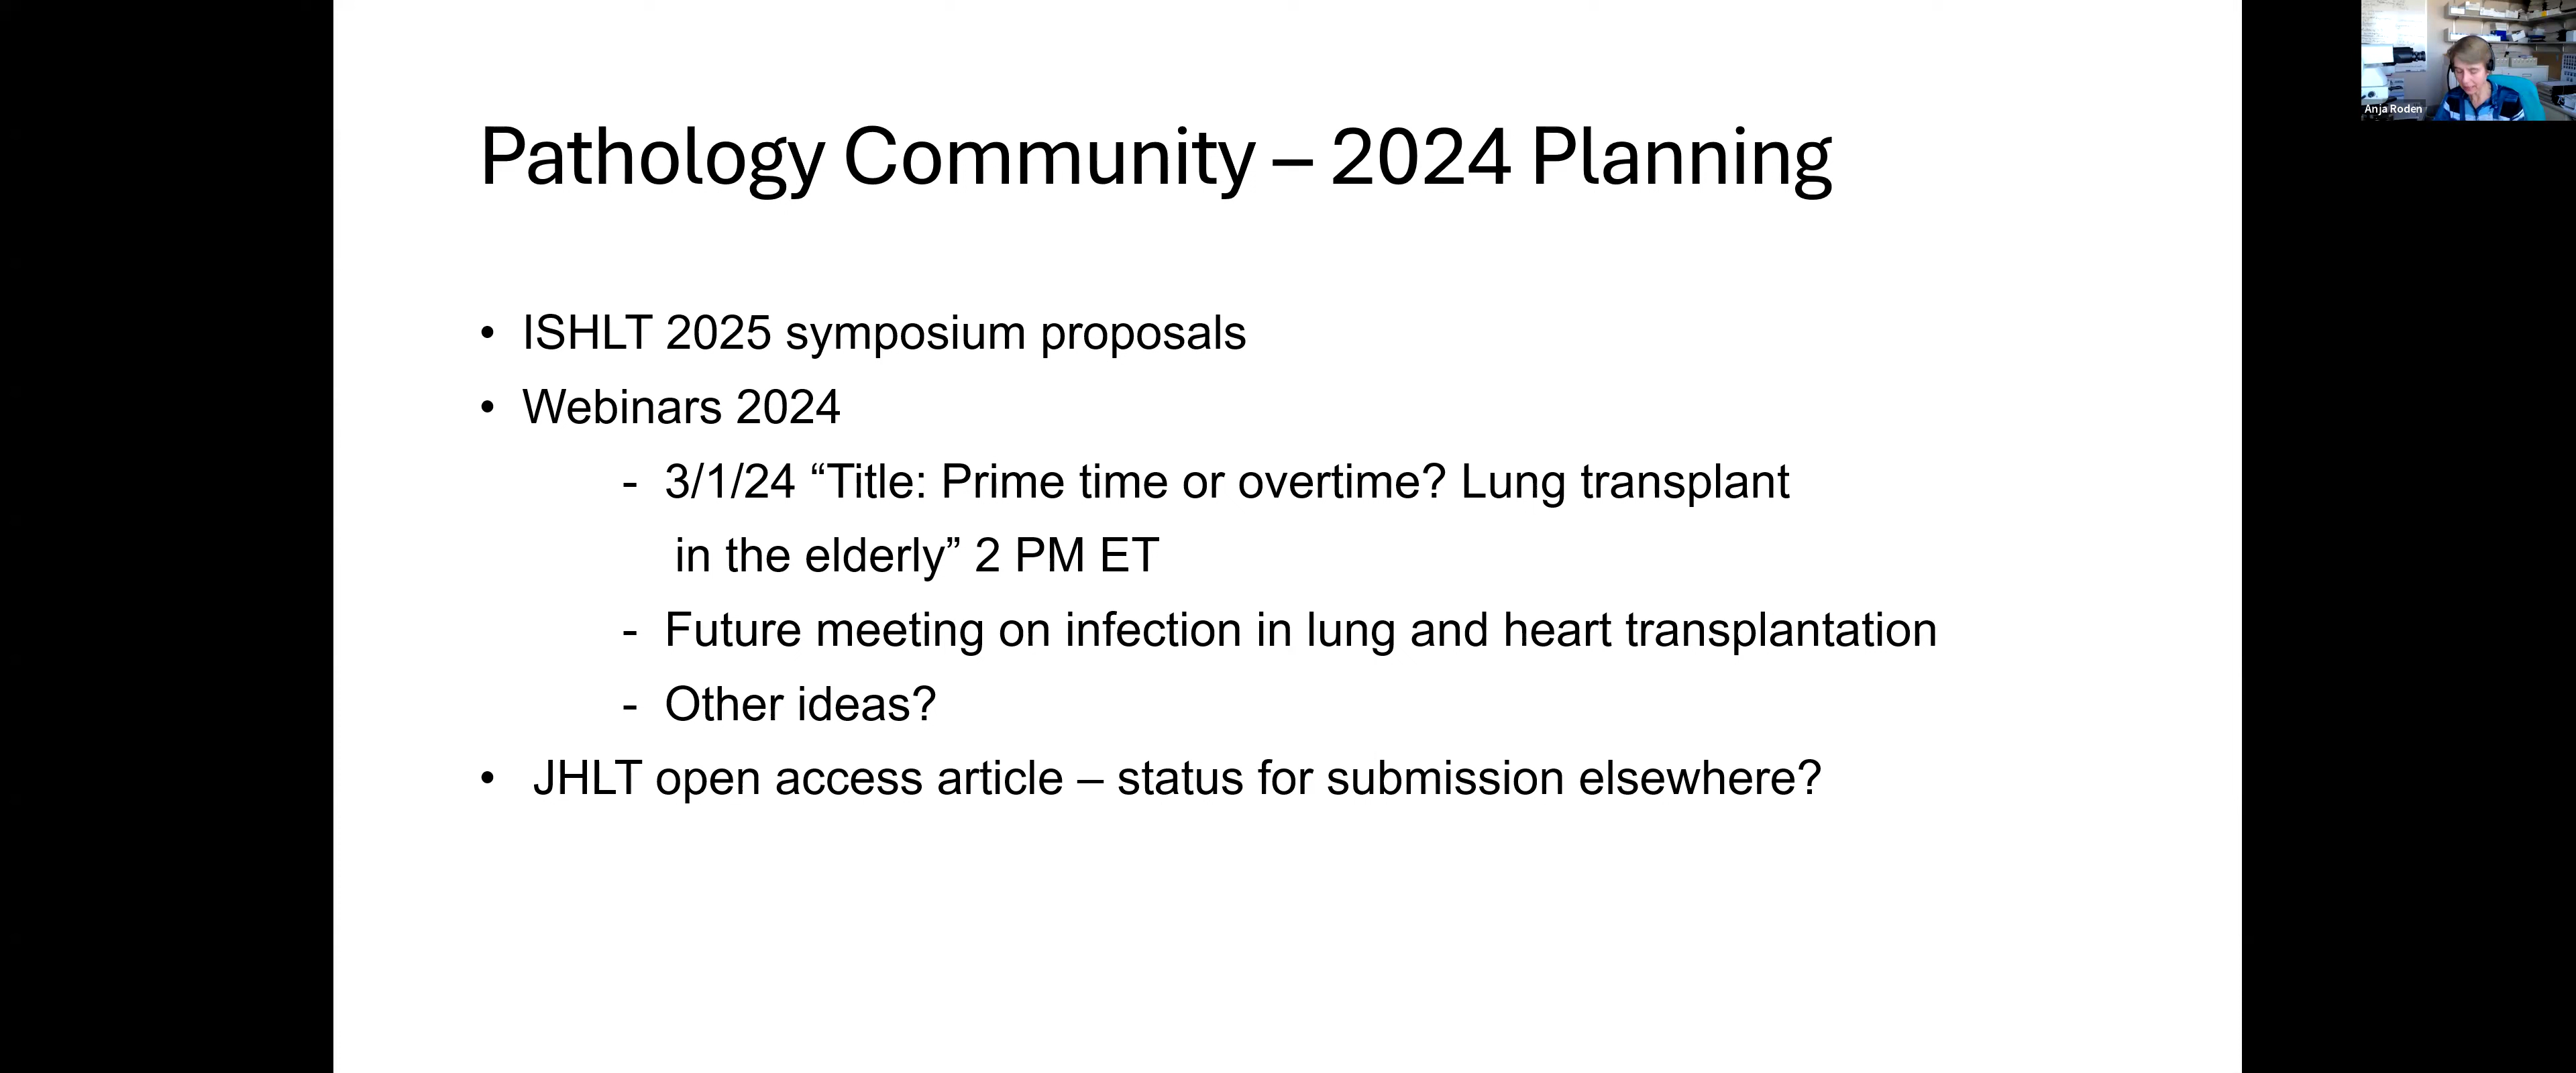 Pathology Community – 2024 Planning
• ISHLT 2025 symposium proposals
• Webinars 2024
- 3/1/24 “Title: Prime time or overtime? Lung transplant
in the elderly” 2 PM ET
- Future meeting on infection in lung and heart transplantation
- Other ideas?
• JHLT open access article – status for submission elsewhere?
Anja Roden